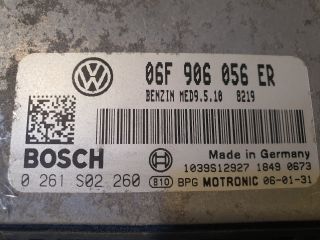 06F 906 056 ER
BENZIN MED9.5.10 8219
BOSCH
Made in Germany
1039S12927 1849 0673
0 261 S02 260 810 BPG MOTRONIC 06-01-31